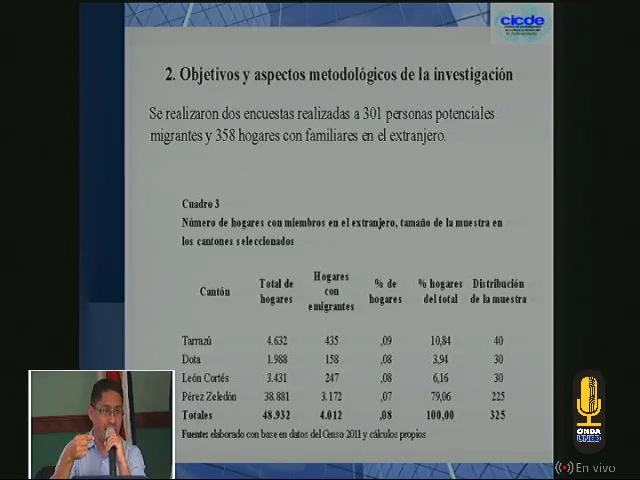 cicde
2. Objetivos y aspectos metodológicos de la investigación
Se realizaron dos encuestas realizadas a 301 personas potenciales
migrantes y 358 hogares con familiares en el extranjero.
Cuadro 3
Número de hogares con miembros en el extranjero, tamaño de la muestra en
los cantones seleccionados
Cantón Total de hogares Hogares con emigrantes % de hogares % hogares del total Distribución de la muestra
Tarrazú 4.632 435 ,09 10,84 40
Dota 1.988 158 ,08 3,94 30
León Cortés 3.431 247 ,08 6,16 30
Pérez Zeledón 38.881 3.172 ,07 79,06 225
Totales 48.932 4.012 ,08 100,00 325
Fuente: elaborado con base en datos del Censo 2011 y cálculos propios
ONDA
UNED
En vivo